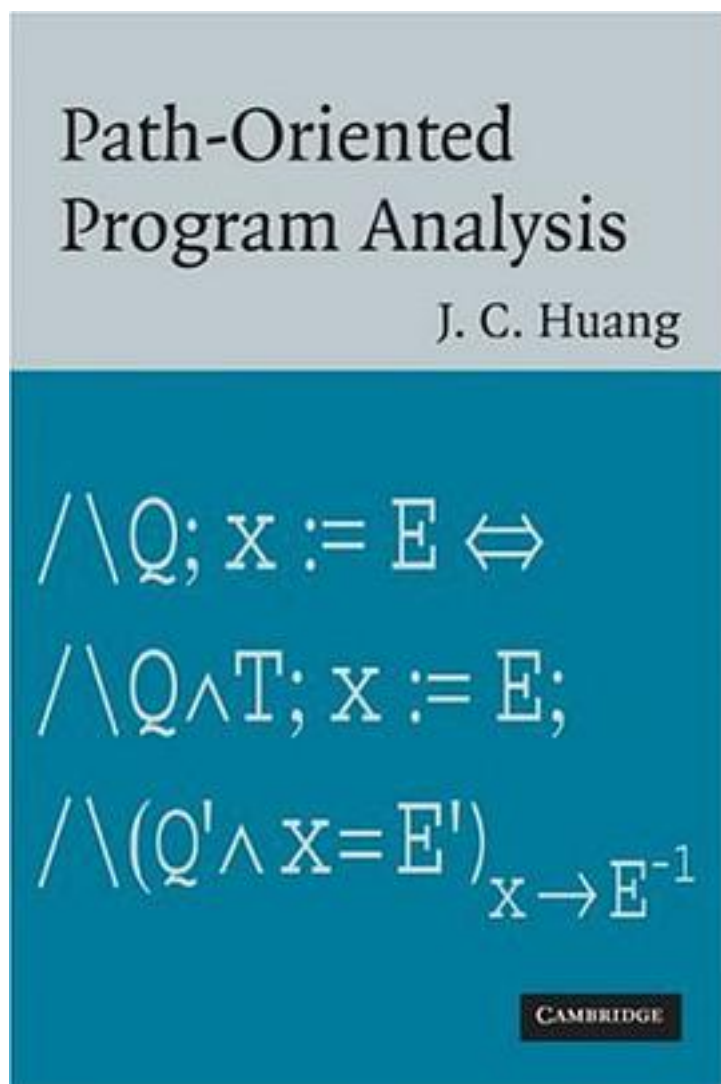 Path-Oriented
Program Analysis
J. C. Huang
/\Q; x := E ⇔
/\Q∧T; x := E;
/\(Q'∧x=E')x→E⁻¹
CAMBRIDGE